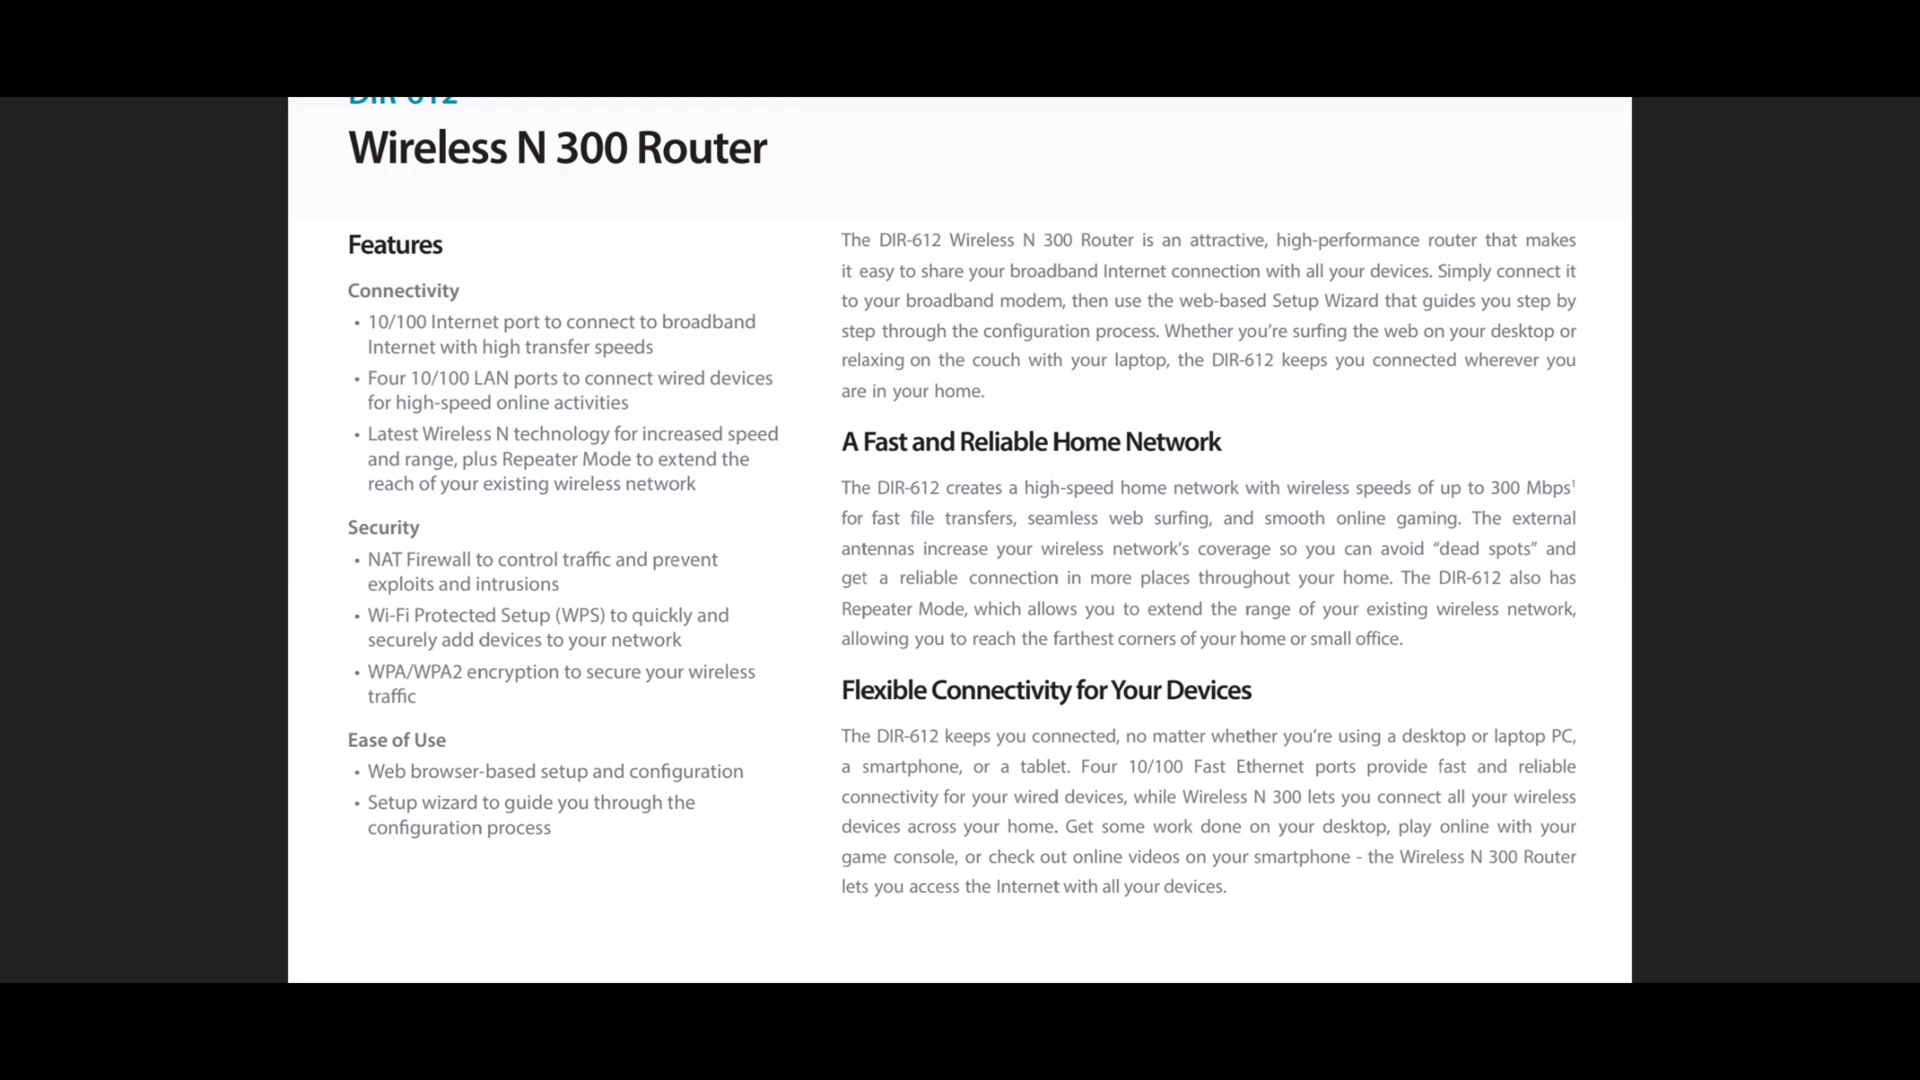 DIR-612
Wireless N 300 Router
Features
Connectivity
• 10/100 Internet port to connect to broadband
Internet with high transfer speeds
• Four 10/100 LAN ports to connect wired devices
for high-speed online activities
• Latest Wireless N technology for increased speed
and range, plus Repeater Mode to extend the
reach of your existing wireless network
Security
• NAT Firewall to control traffic and prevent
exploits and intrusions
• Wi-Fi Protected Setup (WPS) to quickly and
securely add devices to your network
• WPA/WPA2 encryption to secure your wireless
traffic
Ease of Use
• Web browser-based setup and configuration
• Setup wizard to guide you through the
configuration process
The DIR-612 Wireless N 300 Router is an attractive, high-performance router that makes
it easy to share your broadband Internet connection with all your devices. Simply connect it
to your broadband modem, then use the web-based Setup Wizard that guides you step by
step through the configuration process. Whether you’re surfing the web on your desktop or
relaxing on the couch with your laptop, the DIR-612 keeps you connected wherever you
are in your home.
A Fast and Reliable Home Network
The DIR-612 creates a high-speed home network with wireless speeds of up to 300 Mbps¹
for fast file transfers, seamless web surfing, and smooth online gaming. The external
antennas increase your wireless network’s coverage so you can avoid “dead spots” and
get a reliable connection in more places throughout your home. The DIR-612 also has
Repeater Mode, which allows you to extend the range of your existing wireless network,
allowing you to reach the farthest corners of your home or small office.
Flexible Connectivity for Your Devices
The DIR-612 keeps you connected, no matter whether you’re using a desktop or laptop PC,
a smartphone, or a tablet. Four 10/100 Fast Ethernet ports provide fast and reliable
connectivity for your wired devices, while Wireless N 300 lets you connect all your wireless
devices across your home. Get some work done on your desktop, play online with your
game console, or check out online videos on your smartphone - the Wireless N 300 Router
lets you access the Internet with all your devices.